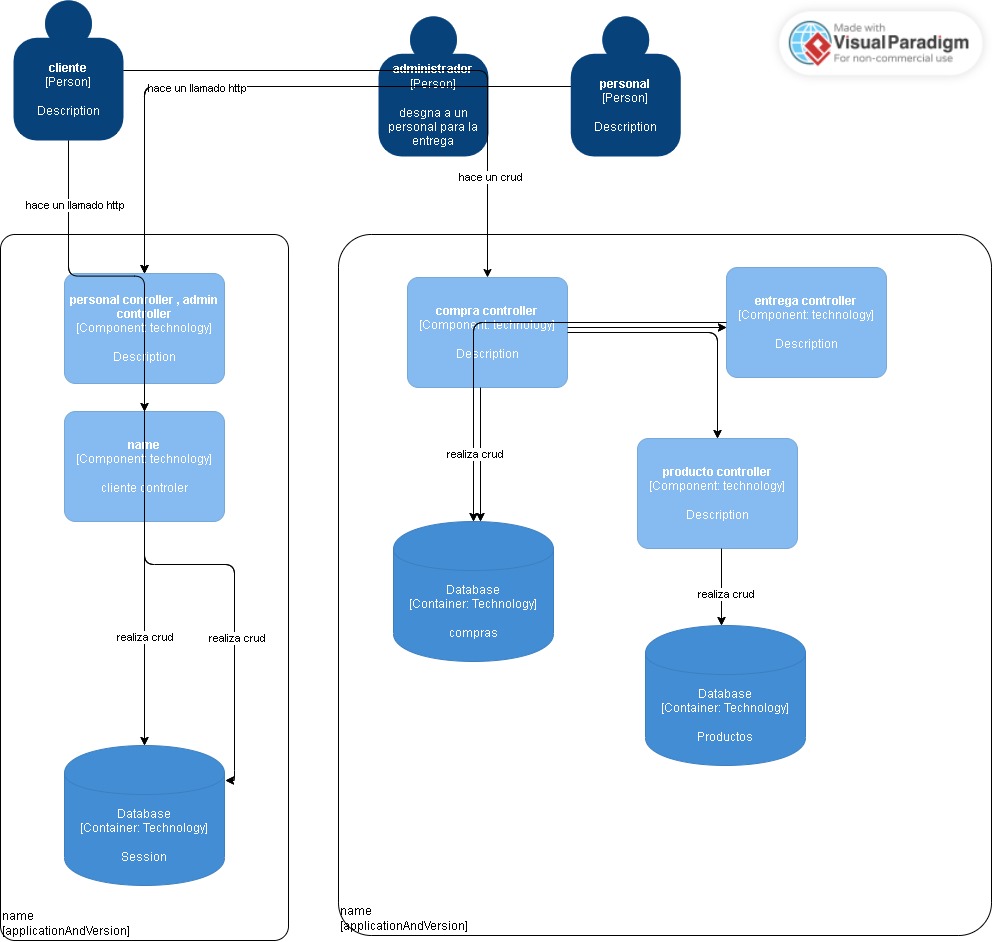 Made with
Visual Paradigm
For non-commercial use
cliente
[Person]
Description
administrador
[Person]
desgna a un
personal para la
entrega
personal
[Person]
Description
hace un llamado http
hace un crud
hace un llamado http
personal conroller , admin
controller
[Component: technology]
Description
name
[Component: technology]
cliente controler
realiza crud
realiza crud
Database
[Container: Technology]
Session
name
[applicationAndVersion]
compra controller
[Component: technology]
Description
entrega controller
[Component: technology]
Description
realiza crud
producto controller
[Component: technology]
Description
realiza crud
Database
[Container: Technology]
compras
Database
[Container: Technology]
Productos
name
[applicationAndVersion]